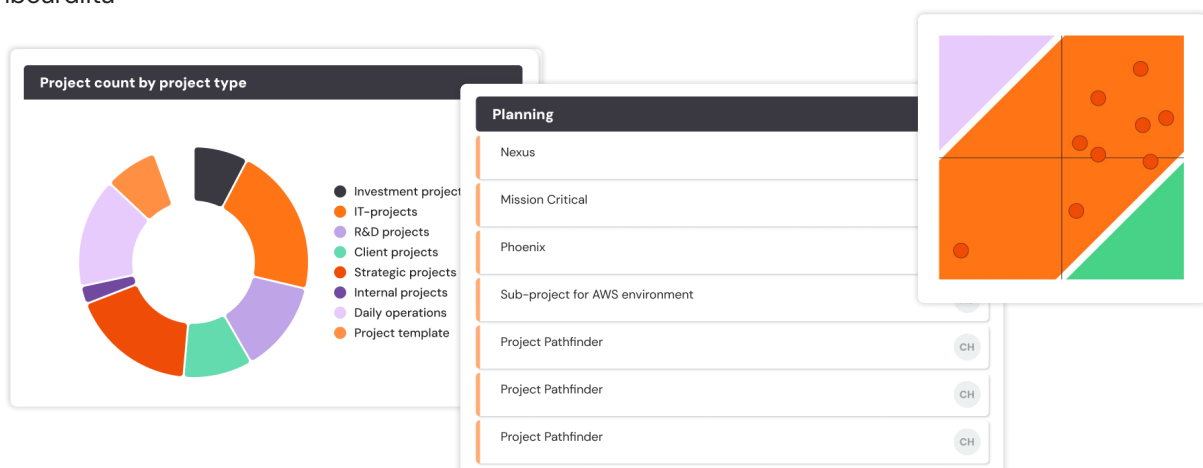 Project count by project type
Investment project
IT-projects
R&D projects
Client projects
Strategic projects
Internal projects
Daily operations
Project template
Planning
Nexus
Mission Critical
Phoenix
Sub-project for AWS environment
Project Pathfinder
CH
Project Pathfinder
CH
Project Pathfinder
CH